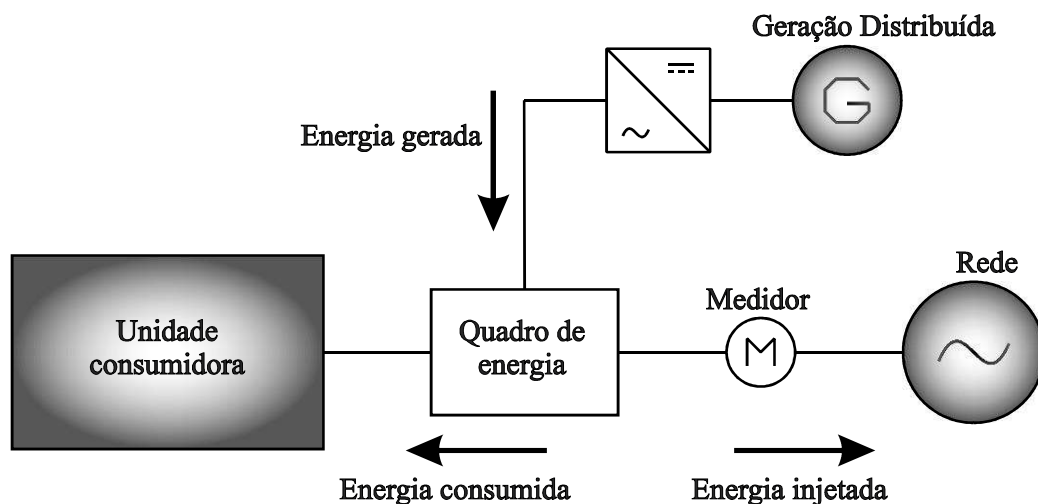 Geração Distribuída
G
Energia gerada
Rede
Medidor
Unidade
consumidora
Quadro de
energia
M
Energia consumida
Energia injetada